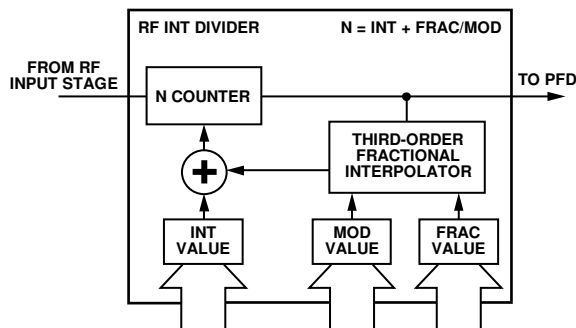 RF INT DIVIDER
N = INT + FRAC/MOD
FROM RF
INPUT STAGE
N COUNTER
TO PFD
THIRD-ORDER
FRACTIONAL
INTERPOLATOR
+
INT
VALUE
MOD
VALUE
FRAC
VALUE